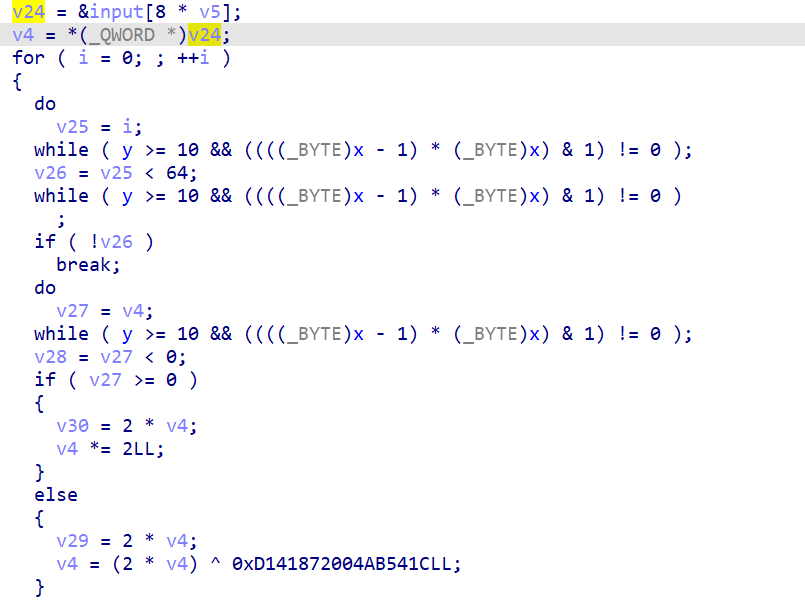 v24 = &input[8 * v5];
v4 = *(_QWORD *)v24;
for ( i = 0; ; ++i )
{
do
v25 = i;
while ( y >= 10 && ((((_BYTE)x - 1) * (_BYTE)x) & 1) != 0 );
v26 = v25 < 64;
while ( y >= 10 && ((((_BYTE)x - 1) * (_BYTE)x) & 1) != 0 )
;
if ( !v26 )
break;
do
v27 = v4;
while ( y >= 10 && ((((_BYTE)x - 1) * (_BYTE)x) & 1) != 0 );
v28 = v27 < 0;
if ( v27 >= 0 )
{
v30 = 2 * v4;
v4 *= 2LL;
}
else
{
v29 = 2 * v4;
v4 = (2 * v4) ^ 0xD141872004AB541CLL;
}